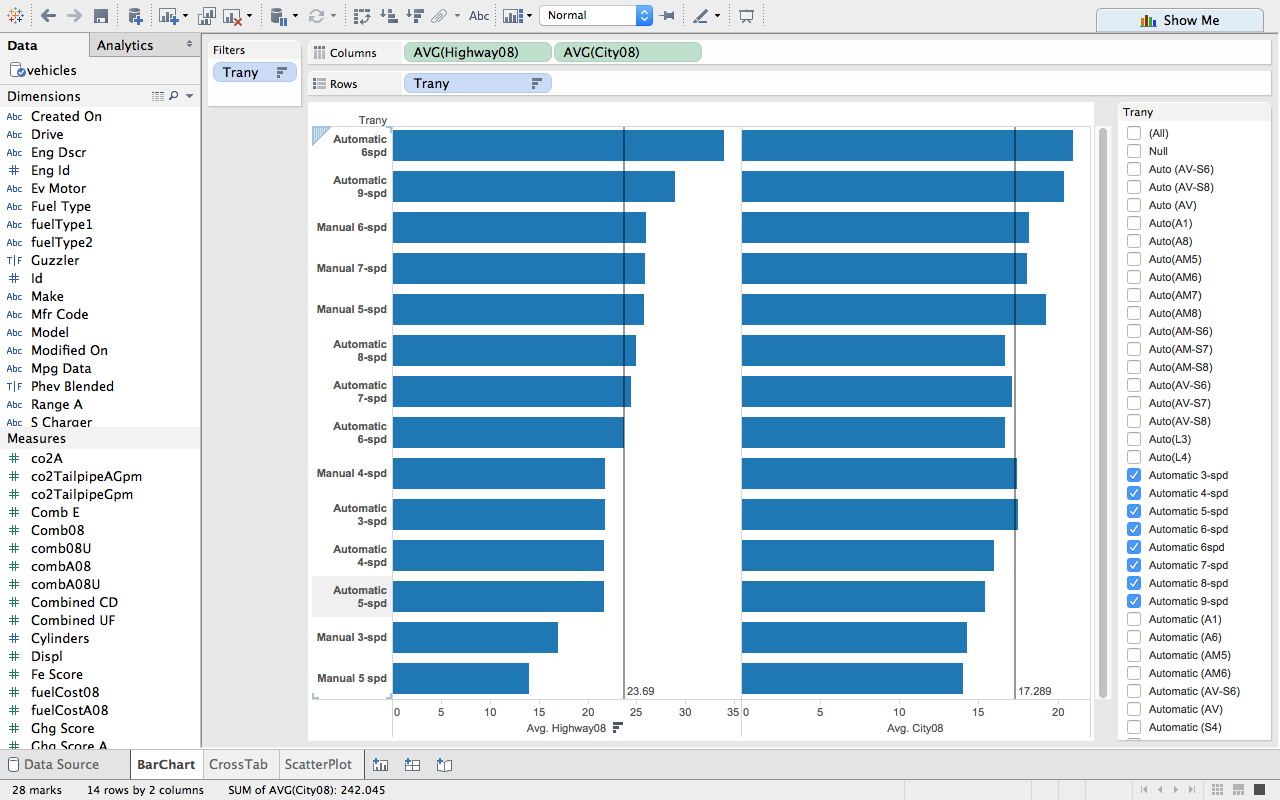 Abc
Normal
Show Me
Data
Analytics
vehicles
Dimensions
Abc Created On
Abc Drive
Abc Eng Dscr
# Eng Id
Abc Ev Motor
Abc Fuel Type
Abc fuelType1
Abc fuelType2
T|F Guzzler
# Id
Abc Make
Abc Mfr Code
Abc Model
Abc Modified On
Abc Mpg Data
T|F Phev Blended
Abc Range A
Abc S Charger
Measures
# co2A
# co2TailpipeAGpm
# co2TailpipeGpm
# Comb E
# Comb08
# comb08U
# combA08
# combA08U
# Combined CD
# Combined UF
# Cylinders
# Displ
# Fe Score
# fuelCost08
# fuelCostA08
# Ghg Score
# Ghg Score A
Filters
Trany
Columns
AVG(Highway08)
AVG(City08)
Rows
Trany
Trany
Automatic
6spd
Automatic
9-spd
Manual 6-spd
Manual 7-spd
Manual 5-spd
Automatic
8-spd
Automatic
7-spd
Automatic
6-spd
Manual 4-spd
Automatic
3-spd
Automatic
4-spd
Automatic
5-spd
Manual 3-spd
Manual 5 spd
23.69
17.289
0 5 10 15 20 25 30 35
0 5 10 15 20
Avg. Highway08
Avg. City08
Trany
(All)
Null
Auto (AV-S6)
Auto (AV-S8)
Auto (AV)
Auto(A1)
Auto(A8)
Auto(AM5)
Auto(AM6)
Auto(AM7)
Auto(AM8)
Auto(AM-S6)
Auto(AM-S7)
Auto(AM-S8)
Auto(AV-S6)
Auto(AV-S7)
Auto(AV-S8)
Auto(L3)
Auto(L4)
Automatic 3-spd
Automatic 4-spd
Automatic 5-spd
Automatic 6-spd
Automatic 6spd
Automatic 7-spd
Automatic 8-spd
Automatic 9-spd
Automatic (A1)
Automatic (A6)
Automatic (AM5)
Automatic (AM6)
Automatic (AV-S6)
Automatic (AV)
Automatic (S4)
Data Source
BarChart
CrossTab
ScatterPlot
28 marks
14 rows by 2 columns
SUM of AVG(City08): 242.045